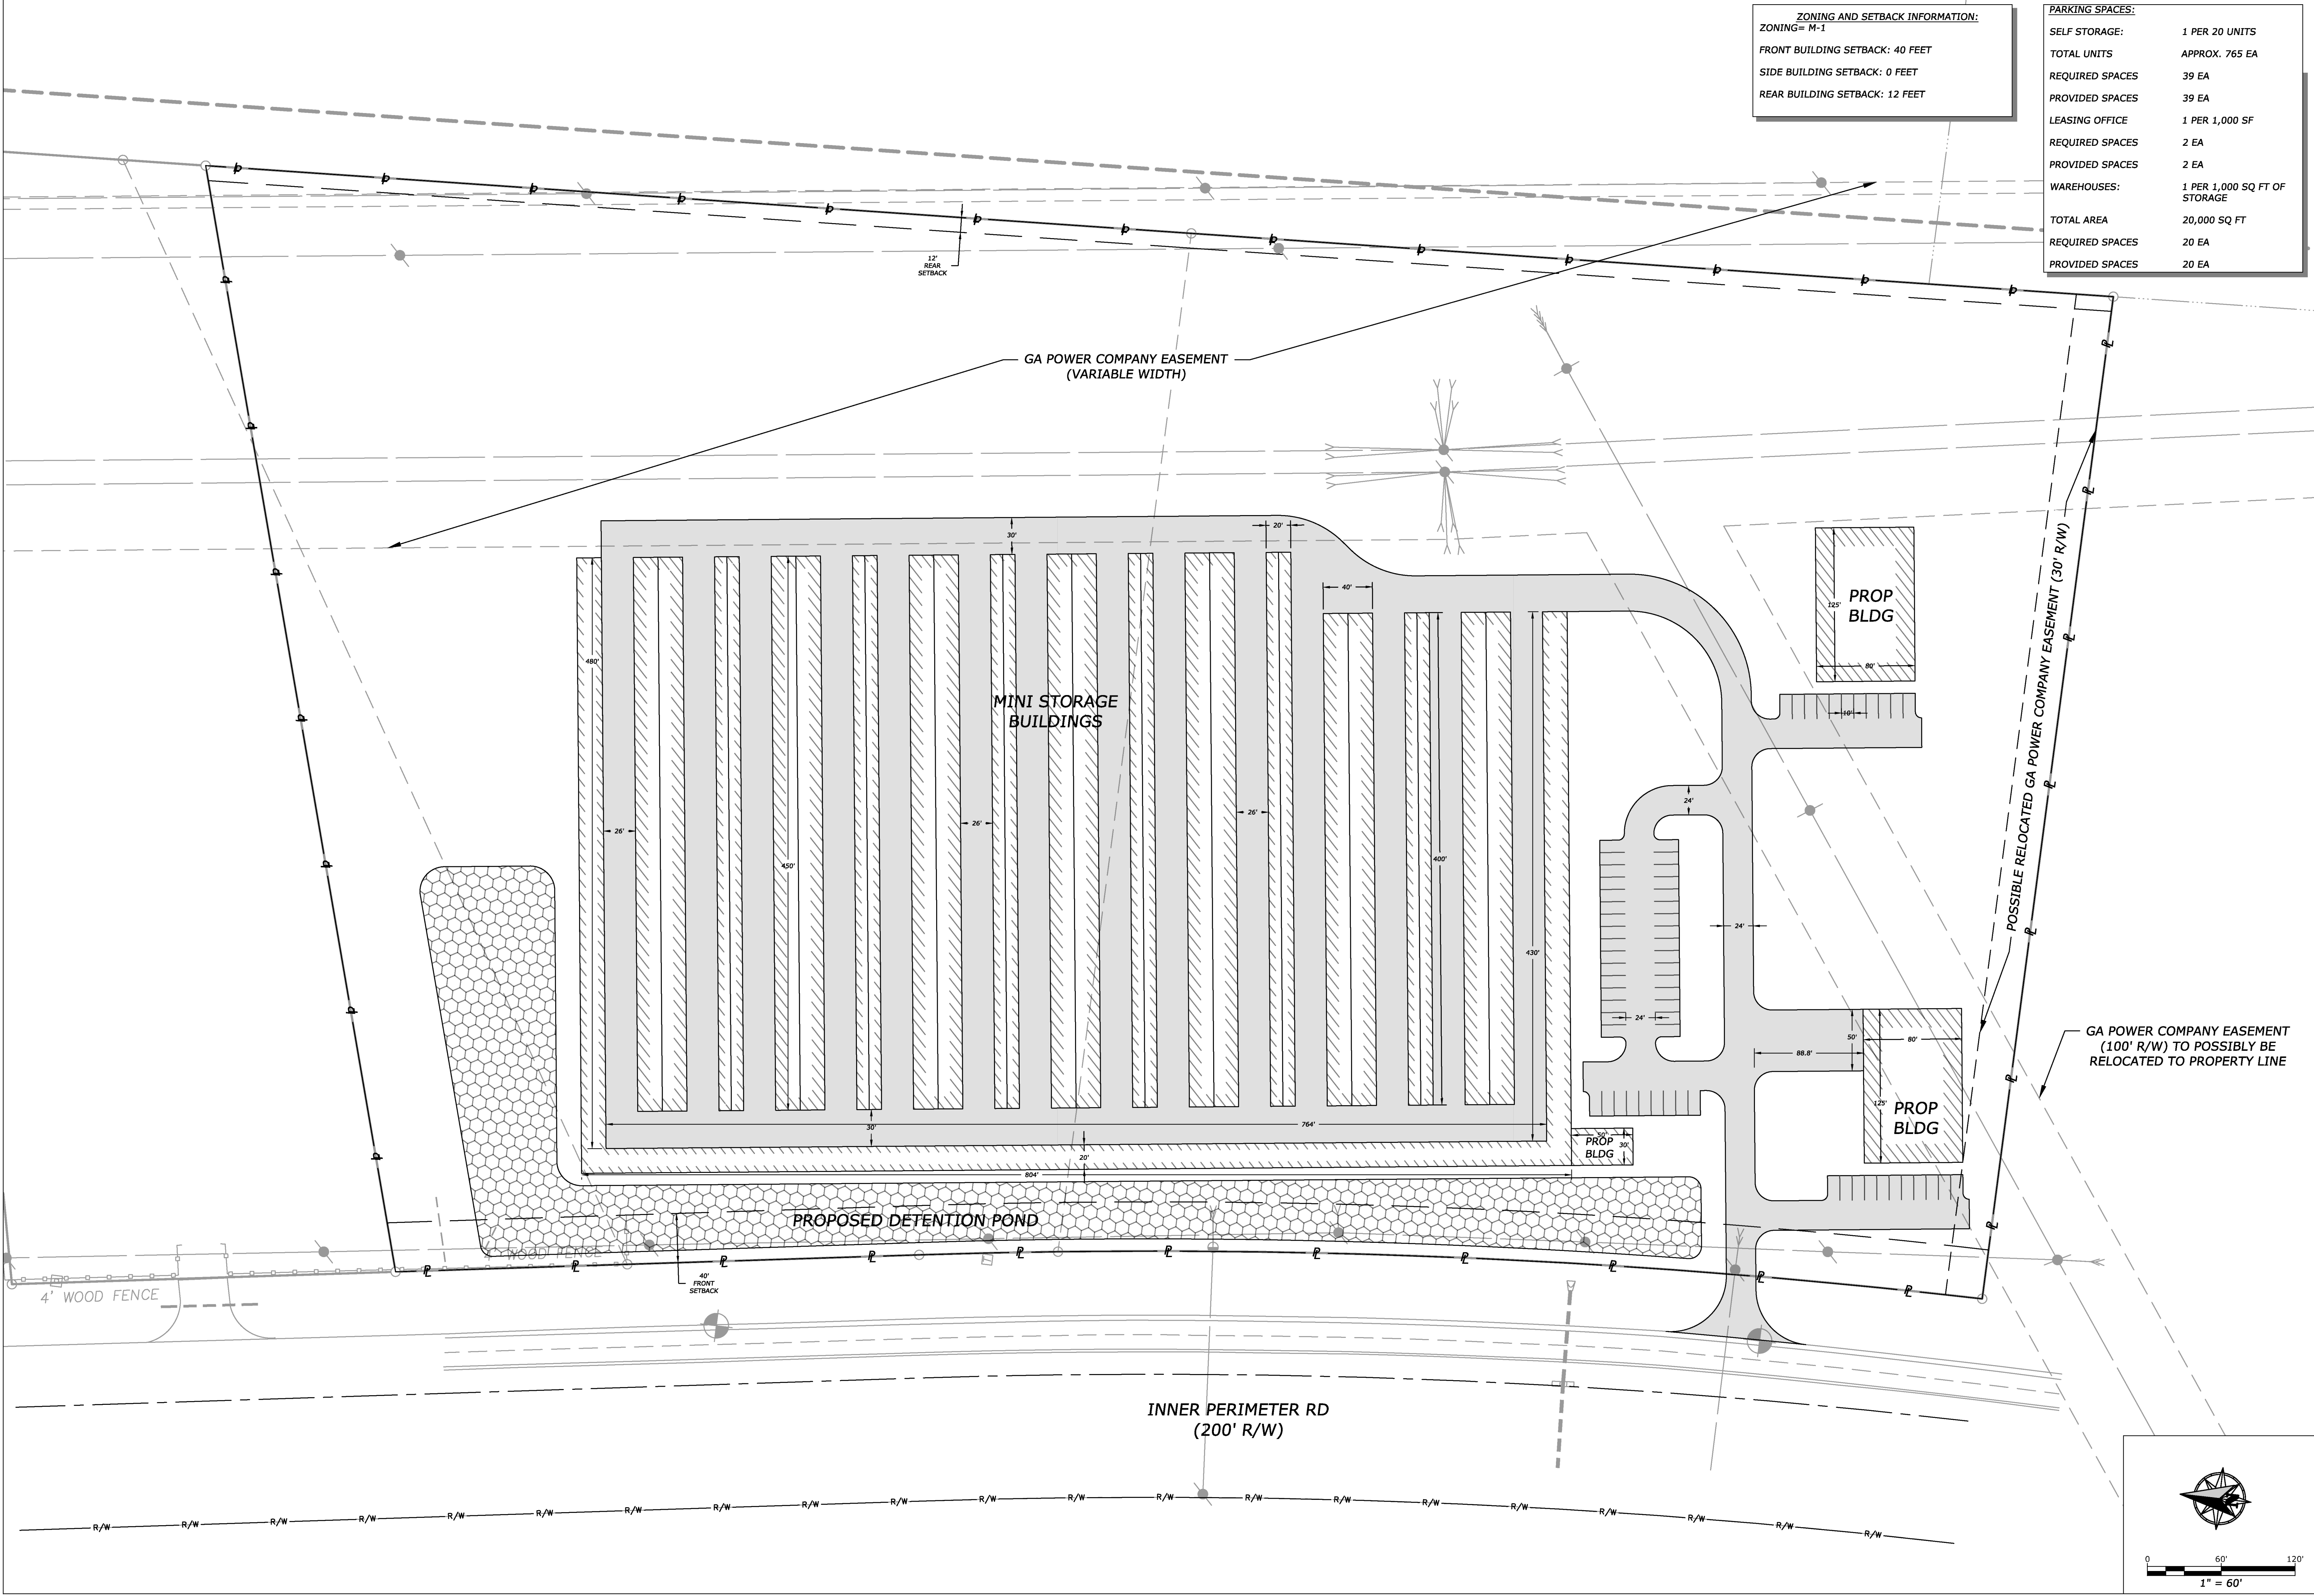 ZONING AND SETBACK INFORMATION:
ZONING= M-1
FRONT BUILDING SETBACK: 40 FEET
SIDE BUILDING SETBACK: 0 FEET
REAR BUILDING SETBACK: 12 FEET
PARKING SPACES:
SELF STORAGE: 1 PER 20 UNITS
TOTAL UNITS APPROX. 765 EA
REQUIRED SPACES 39 EA
PROVIDED SPACES 39 EA
LEASING OFFICE 1 PER 1,000 SF
REQUIRED SPACES 2 EA
PROVIDED SPACES 2 EA
WAREHOUSES: 1 PER 1,000 SQ FT OF
STORAGE
TOTAL AREA 20,000 SQ FT
REQUIRED SPACES 20 EA
PROVIDED SPACES 20 EA
12'
REAR
SETBACK
GA POWER COMPANY EASEMENT
(VARIABLE WIDTH)
30'
20'
40'
480'
MINI STORAGE
BUILDINGS
26'
26'
26'
450'
400'
430'
30'
764'
20'
804'
PROP
BLDG
125'
80'
10'
24'
24'
24'
88.8'
50'
80'
125'
PROP
BLDG
50'
30'
PROP
BLDG
POSSIBLE RELOCATED GA POWER COMPANY EASEMENT (30' R/W)
GA POWER COMPANY EASEMENT
(100' R/W) TO POSSIBLY BE
RELOCATED TO PROPERTY LINE
PROPOSED DETENTION POND
WOOD FENCE
4' WOOD FENCE
40'
FRONT
SETBACK
INNER PERIMETER RD
(200' R/W)
R/W R/W R/W R/W R/W R/W R/W R/W R/W R/W R/W R/W R/W R/W R/W R/W R/W R/W R/W R/W R/W
0 60' 120'
1" = 60'